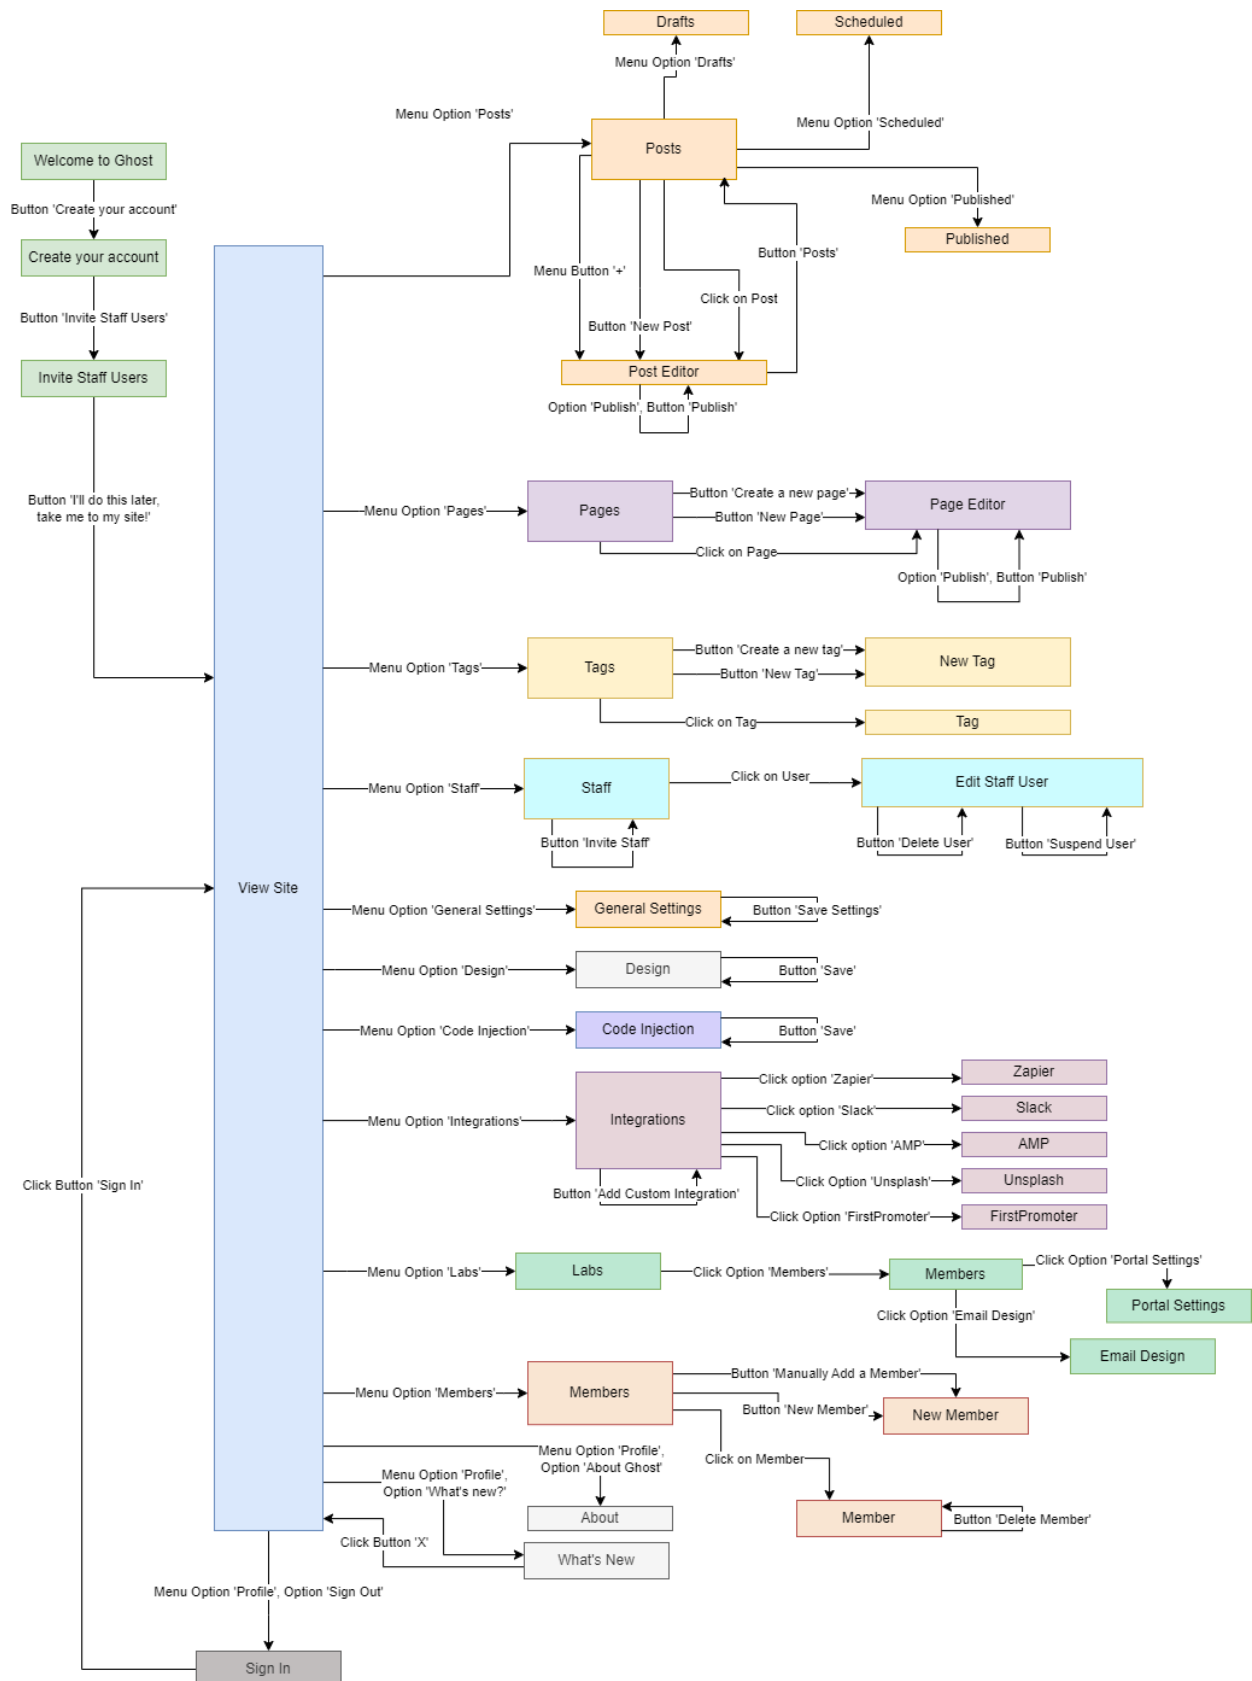 Drafts
Scheduled
Menu Option 'Drafts'
Menu Option 'Posts'
Menu Option 'Scheduled'
Posts
Welcome to Ghost
Menu Option 'Published'
Button 'Create your account'
Published
Button 'Posts'
Create your account
Menu Button '+'
Click on Post
Button 'Invite Staff Users'
Button 'New Post'
Invite Staff Users
Post Editor
Option 'Publish', Button 'Publish'
Button 'I'll do this later,
take me to my site!'
Menu Option 'Pages'
Pages
Button 'Create a new page'
Button 'New Page'
Page Editor
Click on Page
Option 'Publish', Button 'Publish'
Menu Option 'Tags'
Tags
Button 'Create a new tag'
Button 'New Tag'
New Tag
Click on Tag
Tag
Menu Option 'Staff'
Staff
Click on User
Edit Staff User
Button 'Invite Staff'
Button 'Delete User'
Button 'Suspend User'
View Site
Menu Option 'General Settings'
General Settings
Button 'Save Settings'
Menu Option 'Design'
Design
Button 'Save'
Menu Option 'Code Injection'
Code Injection
Button 'Save'
Menu Option 'Integrations'
Integrations
Click option 'Zapier'
Zapier
Click option 'Slack'
Slack
Click option 'AMP'
AMP
Click Option 'Unsplash'
Unsplash
Button 'Add Custom Integration'
Click Option 'FirstPromoter'
FirstPromoter
Click Button 'Sign In'
Menu Option 'Labs'
Labs
Click Option 'Members'
Members
Click Option 'Portal Settings'
Portal Settings
Click Option 'Email Design'
Email Design
Menu Option 'Members'
Members
Button 'Manually Add a Member'
Button 'New Member'
New Member
Click on Member
Member
Button 'Delete Member'
Menu Option 'Profile',
Option 'About Ghost'
About
Menu Option 'Profile',
Option 'What's new?'
Click Button 'X'
What's New
Menu Option 'Profile', Option 'Sign Out'
Sign In